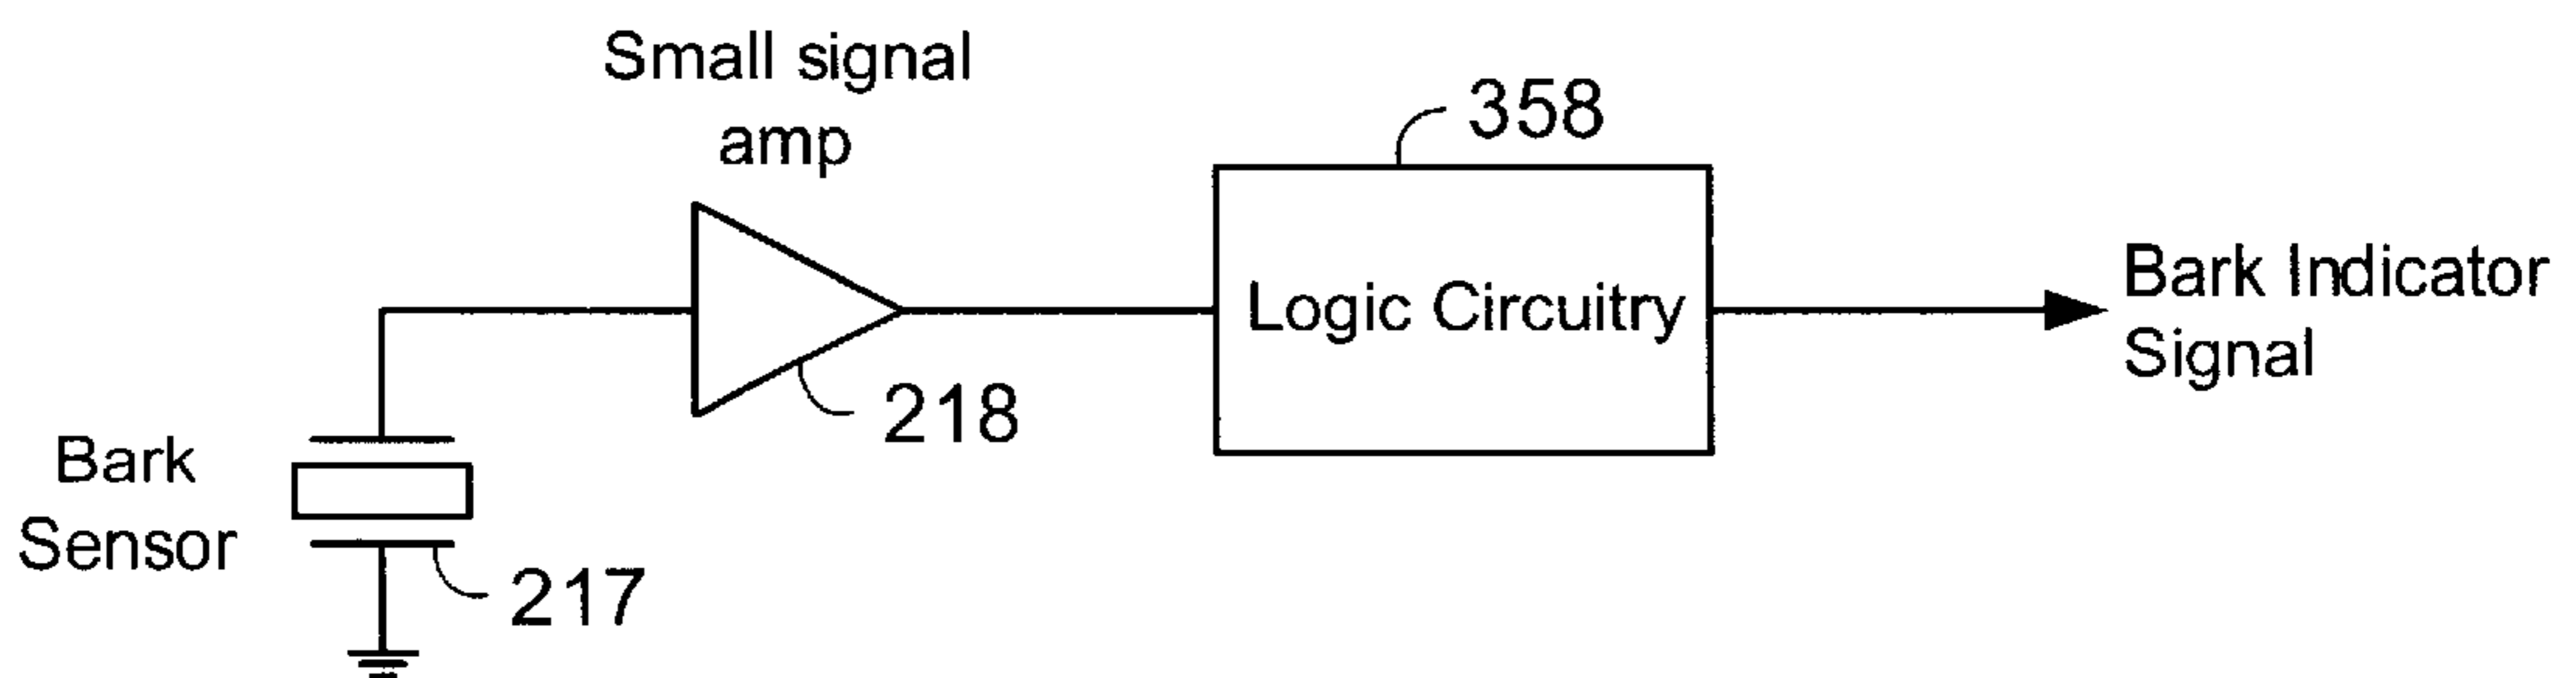 Small signal
amp
358
Logic Circuitry
Bark Indicator
Signal
218
Bark
Sensor
217